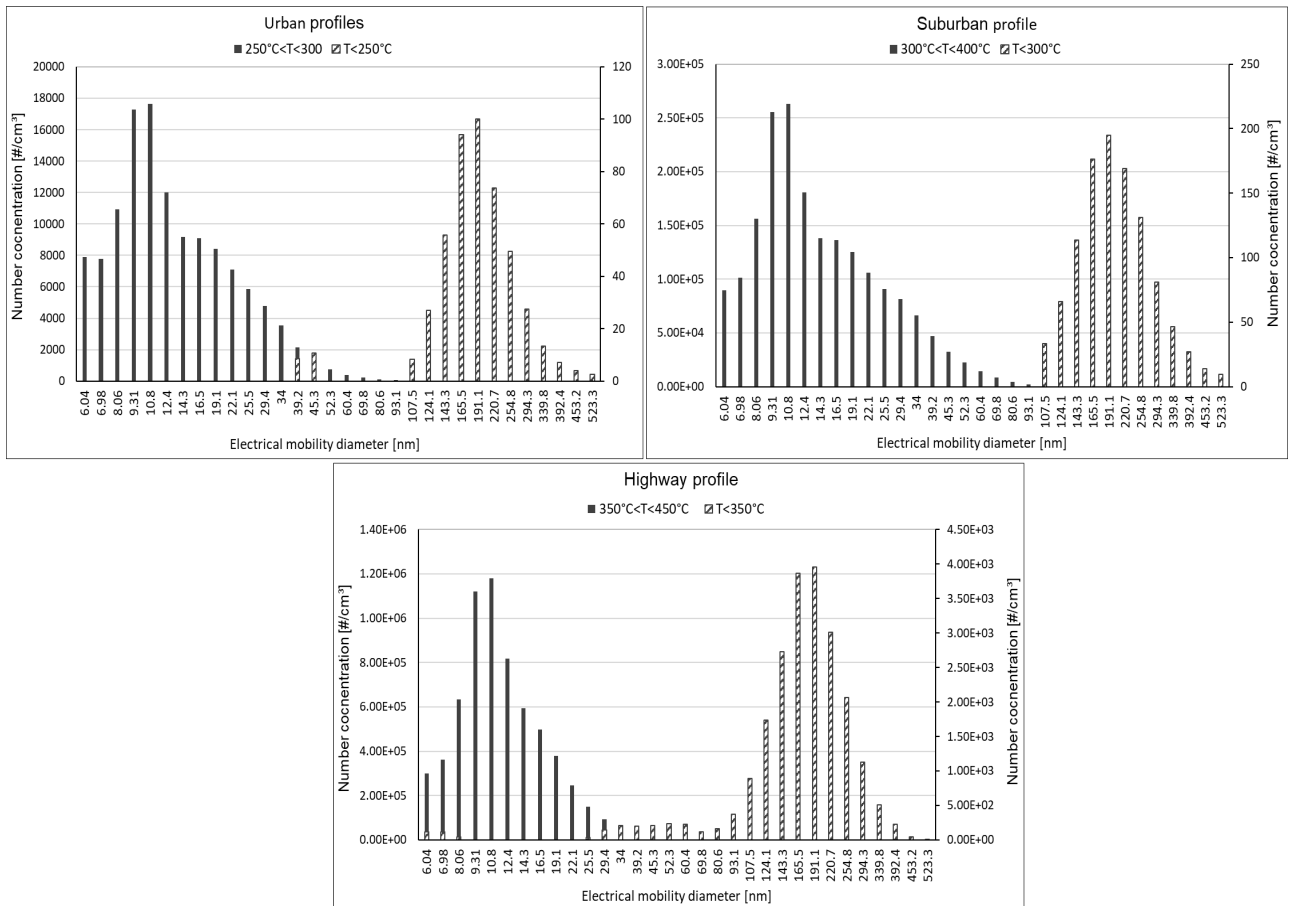 Urban profiles
250°C<T<300 T<250°C
20000
18000
16000
14000
12000
10000
8000
6000
4000
2000
0
120
100
80
60
40
20
0
Number cocnentration [#/cm³]
6.04 6.98 8.06 9.31 10.8 12.4 14.3 16.5 19.1 22.1 25.5 29.4 34 39.2 45.3 52.3 60.4 69.8 80.6 93.1 107.5 124.1 143.3 165.5 191.1 220.7 254.8 294.3 339.8 392.4 453.2 523.3
Electrical mobility diameter [nm]
Suburban profile
300°C<T<400°C T<300°C
3.00E+05
2.50E+05
2.00E+05
1.50E+05
1.00E+05
5.00E+04
0.00E+00
250
200
150
100
50
0
Number cocnentration [#/cm³]
6.04 6.98 8.06 9.31 10.8 12.4 14.3 16.5 19.1 22.1 25.5 29.4 34 39.2 45.3 52.3 60.4 69.8 80.6 93.1 107.5 124.1 143.3 165.5 191.1 220.7 254.8 294.3 339.8 392.4 453.2 523.3
Electrical mobility diameter [nm]
Highway profile
350°C<T<450°C T<350°C
1.40E+06
1.20E+06
1.00E+06
8.00E+05
6.00E+05
4.00E+05
2.00E+05
0.00E+00
4.50E+03
4.00E+03
3.50E+03
3.00E+03
2.50E+03
2.00E+03
1.50E+03
1.00E+03
5.00E+02
0.00E+00
Number cocnentration [#/cm³]
Number cocnentration [#/cm³]
6.04 6.98 8.06 9.31 10.8 12.4 14.3 16.5 19.1 22.1 25.5 29.4 34 39.2 45.3 52.3 60.4 69.8 80.6 93.1 107.5 124.1 143.3 165.5 191.1 220.7 254.8 294.3 339.8 392.4 453.2 523.3
Electrical mobility diameter [nm]